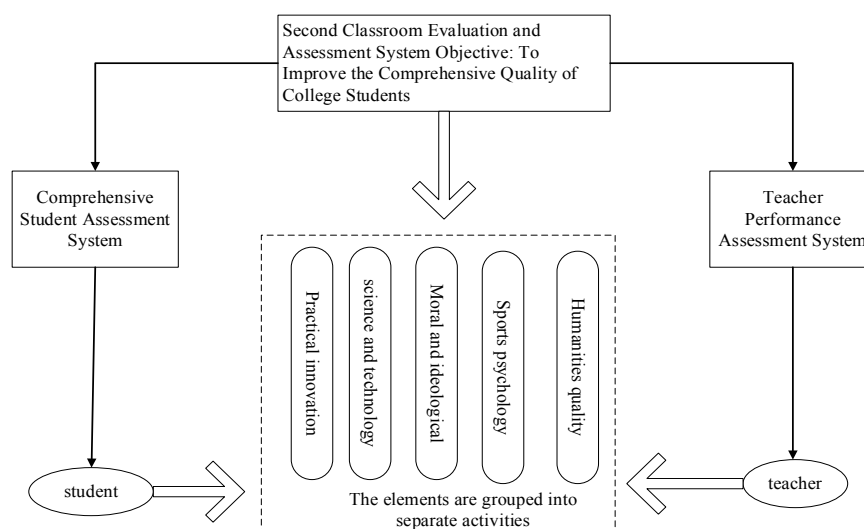 Second Classroom Evaluation and
Assessment System Objective: To
Improve the Comprehensive Quality of
College Students
Comprehensive
Student Assessment
System
Teacher
Performance
Assessment System
Practical innovation
science and technology
Moral and ideological
Sports psychology
Humanities quality
student
teacher
The elements are grouped into
separate activities